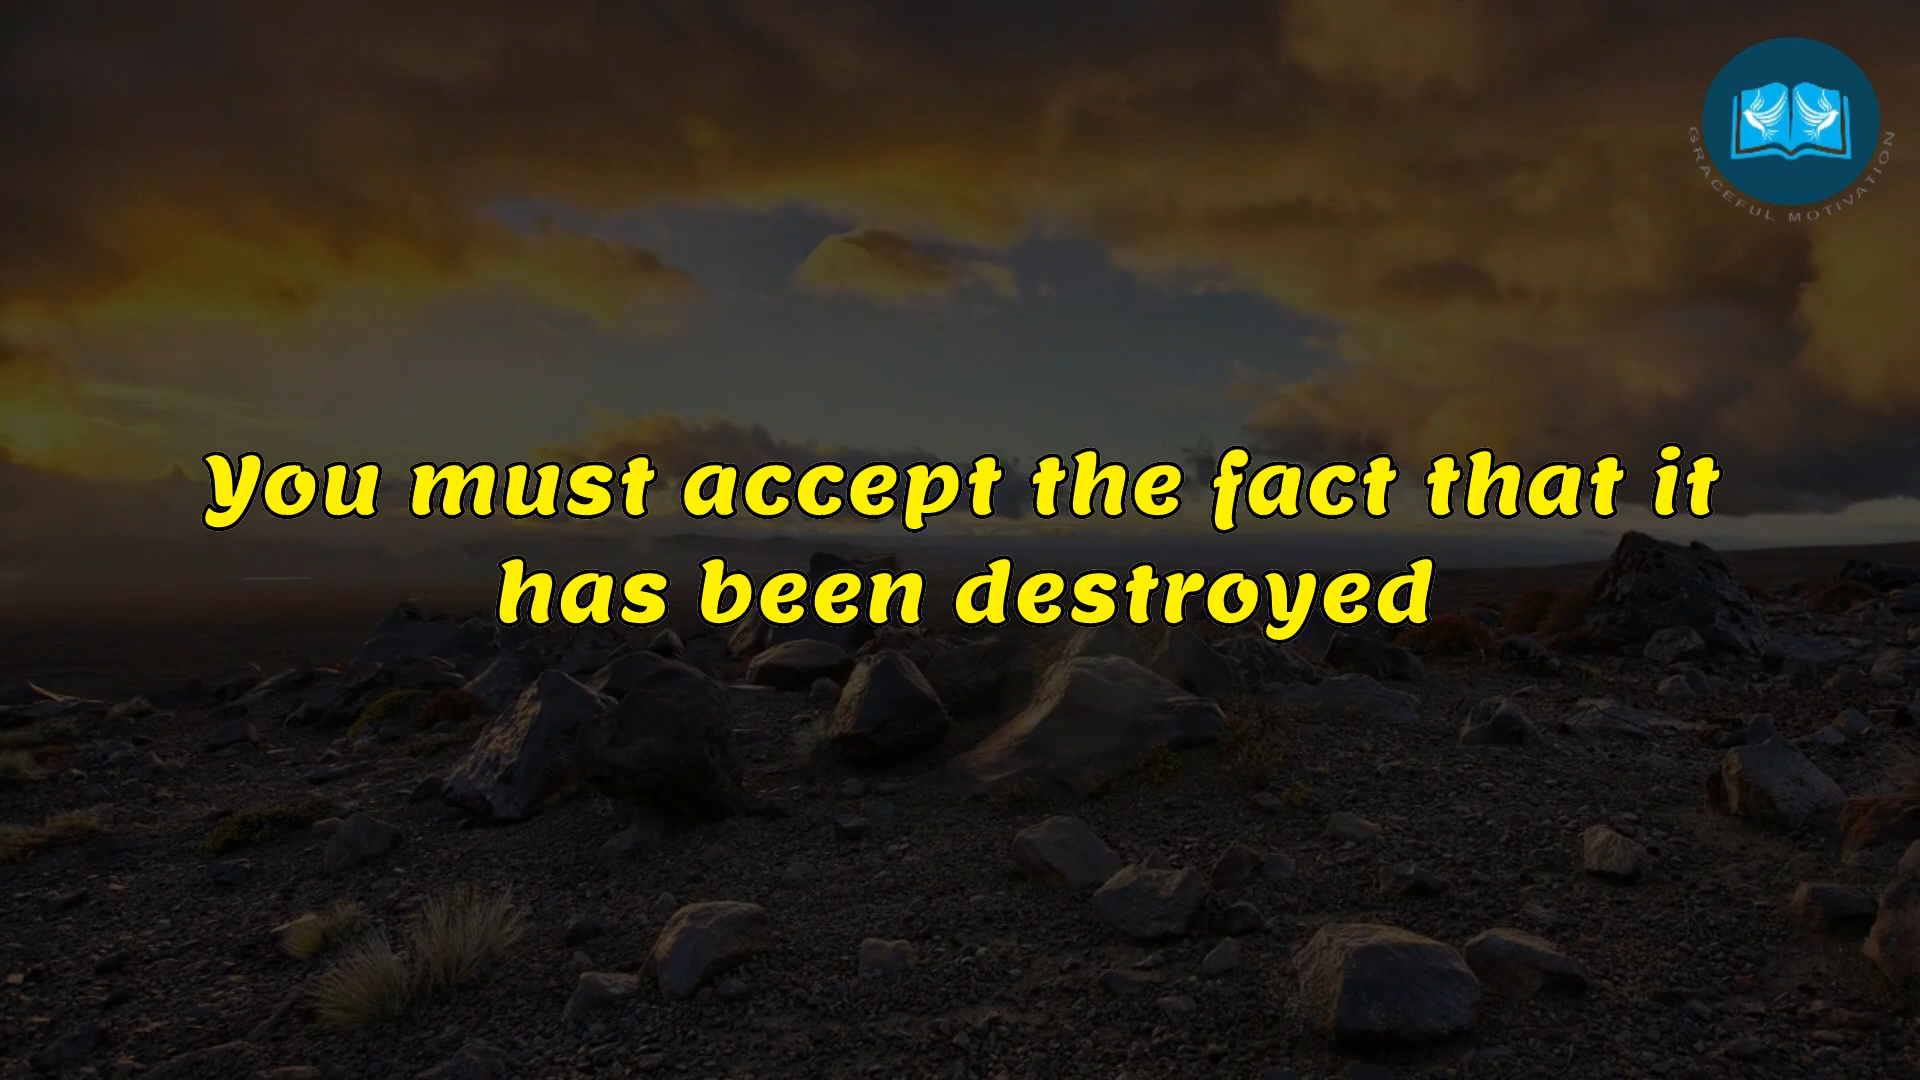 GRACEFUL MOTIVATION
You must accept the fact that it
has been destroyed